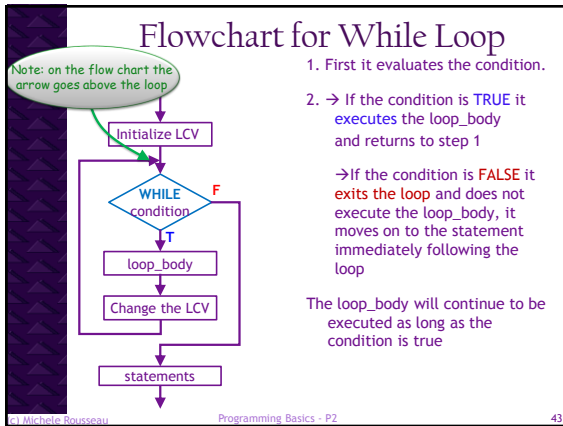 Flowchart for While Loop
Note: on the flow chart the
arrow goes above the loop
Initialize LCV
WHILE
condition
F
T
loop_body
Change the LCV
statements
1. First it evaluates the condition.
2. → If the condition is TRUE it
executes the loop_body
and returns to step 1
→If the condition is FALSE it
exits the loop and does not
execute the loop_body, it
moves on to the statement
immediately following the
loop
The loop_body will continue to be
executed as long as the
condition is true
(c) Michele Rousseau
Programming Basics - P2
43